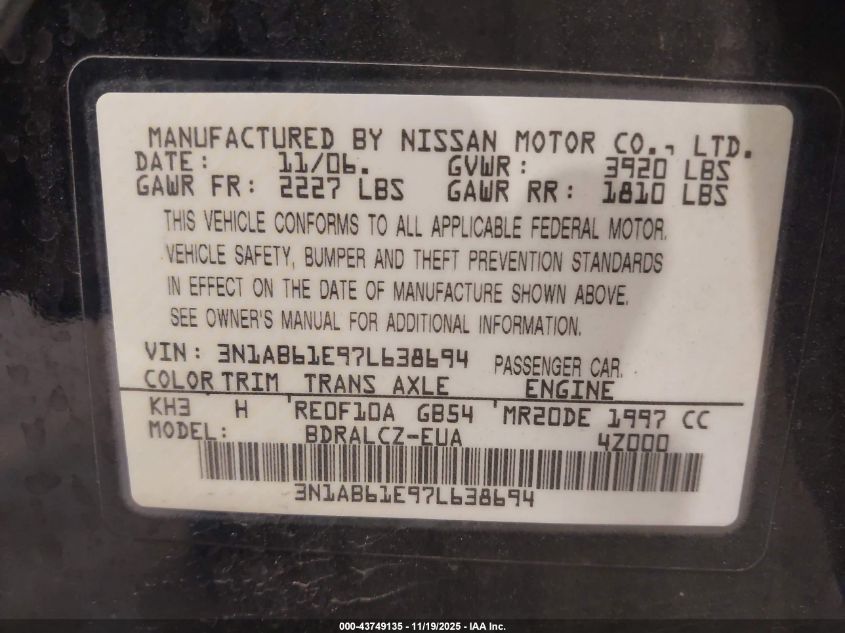 MANUFACTURED BY NISSAN MOTOR CO., LTD.
DATE: 11/06. GVWR: 3920 LBS
GAWR FR: 2227 LBS GAWR RR: 1810 LBS
THIS VEHICLE CONFORMS TO ALL APPLICABLE FEDERAL MOTOR.
VEHICLE SAFETY, BUMPER AND THEFT PREVENTION STANDARDS
IN EFFECT ON THE DATE OF MANUFACTURE SHOWN ABOVE.
SEE OWNER'S MANUAL FOR ADDITIONAL INFORMATION.
VIN: 3N1AB61E97L638694 PASSENGER CAR.
COLOR TRIM TRANS AXLE ENGINE
KH3 H RE0F10A GB54 MR20DE 1997 CC
MODEL: BDRALCZ-EUA 4Z000
3N1AB61E97L638694
000-43749135 - 11/19/2025 - IAA Inc.